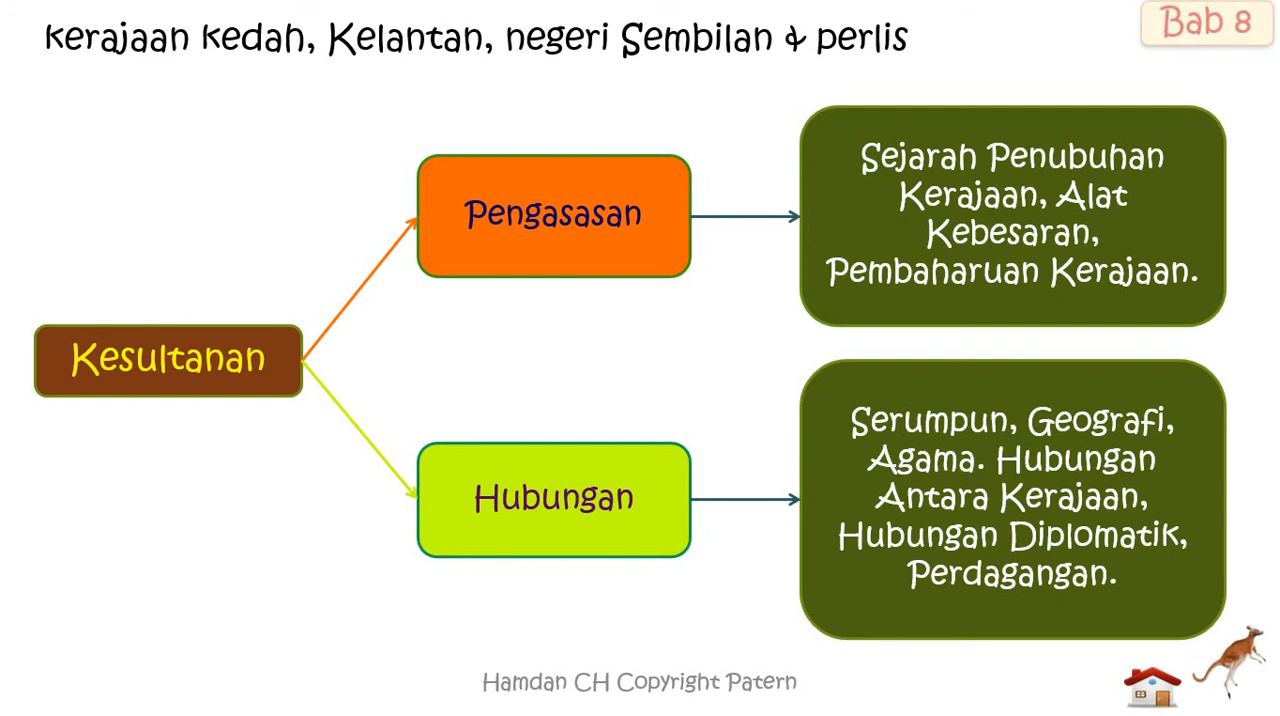 kerajaan kedah, Kelantan, negeri Sembilan & perlis
Bab 8
Kesultanan
Pengasasan
Sejarah Penubuhan
Kerajaan, Alat
Kebesaran,
Pembaharuan Kerajaan.
Hubungan
Serumpun, Geografi,
Agama. Hubungan
Antara Kerajaan,
Hubungan Diplomatik,
Perdagangan.
Hamdan CH Copyright Patern